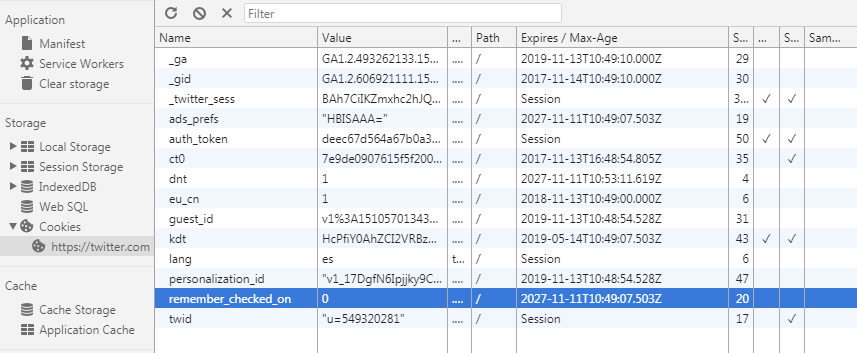 Filter
Application
Manifest
Service Workers
Clear storage
Storage
Local Storage
Session Storage
IndexedDB
Web SQL
Cookies
https://twitter.com
Cache
Cache Storage
Application Cache
Name Value ... Path Expires / Max-Age S... ... S... Sam...
_ga GA1.2.493262133.15... .... / 2019-11-13T10:49:10.000Z 29
_gid GA1.2.606921111.15... .... / 2017-11-14T10:49:10.000Z 30
_twitter_sess BAh7CiIKZmxhc2hJQ... .... / Session 3... ✓ ✓
ads_prefs "HBISAAA=" .... / 2027-11-11T10:49:07.503Z 19
auth_token deec67d564a67b0a3... .... / Session 50 ✓ ✓
ct0 7e9de0907615f5f200... .... / 2017-11-13T16:48:54.805Z 35 ✓
dnt 1 .... / 2027-11-11T10:53:11.619Z 4
eu_cn 1 .... / 2018-11-13T10:49:00.000Z 6
guest_id v1%3A15105701343... .... / 2019-11-13T10:48:54.528Z 31
kdt HcPfiY0AhZCI2VRBz... .... / 2019-05-14T10:49:07.503Z 43 ✓ ✓
lang es t... / Session 6
personalization_id "v1_17DgfN6Ipjjky9C... .... / 2019-11-13T10:48:54.528Z 47
remember_checked_on 0 .... / 2027-11-11T10:49:07.503Z 20
twid "u=549320281" .... / Session 17 ✓